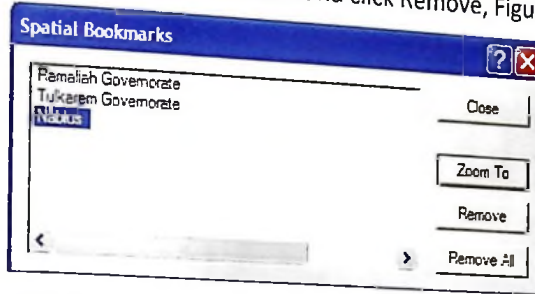 click Remove, Figu
Spatial Bookmarks
Ramallah Governorate
Tulkarem Governorate
Nablus
Close
Zoom To
Remove
Remove All